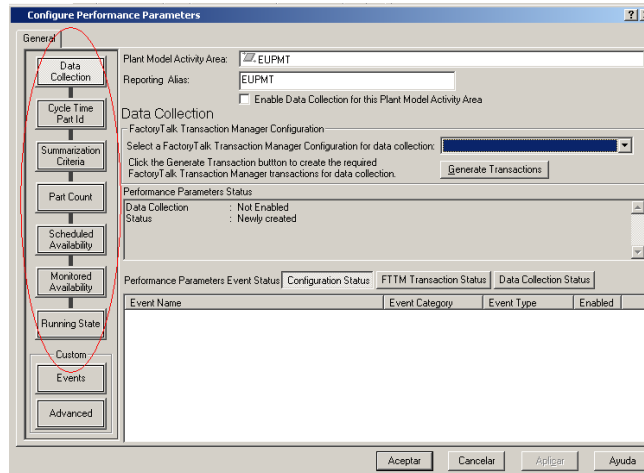 Configure Performance Parameters
General
Data Collection
Cycle Time Part Id
Summarization Criteria
Part Count
Scheduled Availability
Monitored Availability
Running State
Custom
Events
Advanced
Plant Model Activity Area: EUPMT
Reporting Alias: EUPMT
Enable Data Collection for this Plant Model Activity Area
Data Collection
FactoryTalk Transaction Manager Configuration
Select a FactoryTalk Transaction Manager Configuration for data collection:
Click the Generate Transaction buttton to create the required
FactoryTalk Transaction Manager transactions for data collection.
Generate Transactions
Performance Parameters Status
Data Collection : Not Enabled
Status : Newly created
Performance Parameters Event Status Configuration Status FTTM Transaction Status Data Collection Status
Event Name Event Category Event Type Enabled
Aceptar Cancelar Aplicar Ayuda